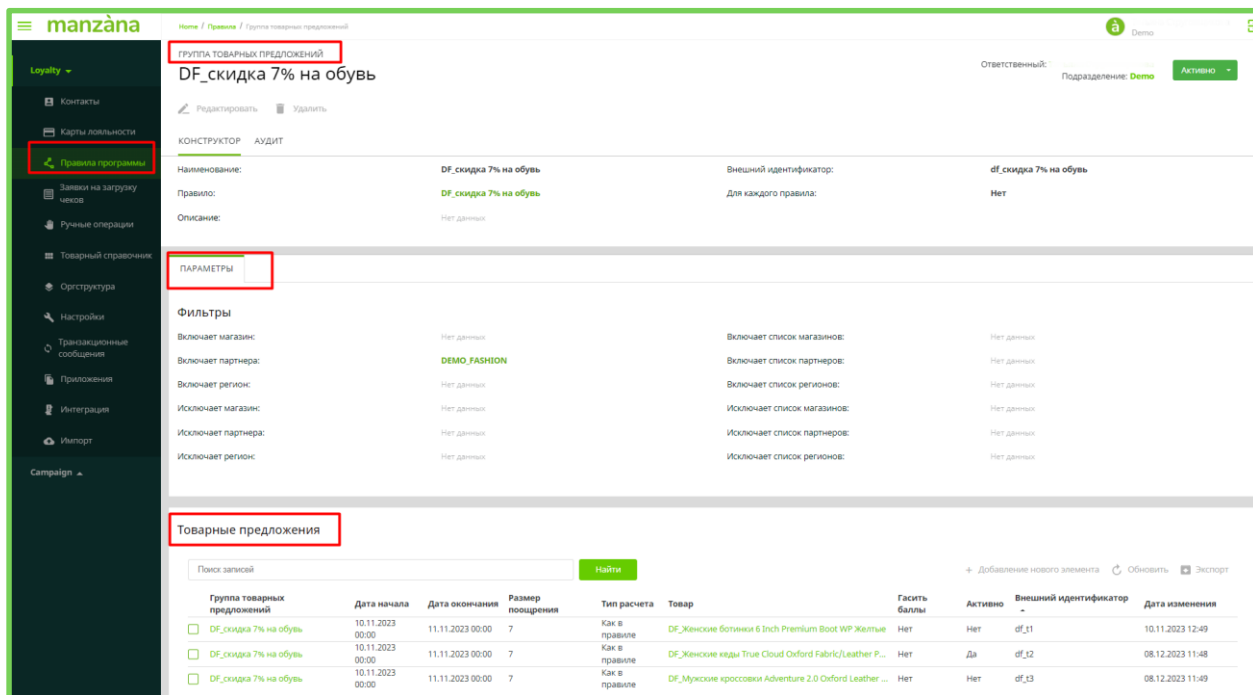 manzàna
Home / Правила / Группа товарных предложений
à
Demo
ГРУППА ТОВАРНЫХ ПРЕДЛОЖЕНИЙ
DF_скидка 7% на обувь
Ответственный:
Подразделение: Demo
Активно
Редактировать Удалить
КОНСТРУКТОР АУДИТ
Loyalty
Контакты
Карты лояльности
Правила программы
Заявки на загрузку
чеков
Ручные операции
Товарный справочник
Оргструктура
Настройки
Транзакционные
сообщения
Приложения
Интеграция
Импорт
Campaign
Наименование: DF_скидка 7% на обувь Внешний идентификатор: df_скидка 7% на обувь
Правило: DF_скидка 7% на обувь Для каждого правила: Нет
Описание: Нет данных
ПАРАМЕТРЫ
Фильтры
Включает магазин: Нет данных Включает список магазинов: Нет данных
Включает партнера: DEMO_FASHION Включает список партнеров: Нет данных
Включает регион: Нет данных Включает список регионов: Нет данных
Исключает магазин: Нет данных Исключает список магазинов: Нет данных
Исключает партнера: Нет данных Исключает список партнеров: Нет данных
Исключает регион: Нет данных Исключает список регионов: Нет данных
Товарные предложения
Поиск записей Найти + Добавление нового элемента Обновить Экспорт
Группа товарных предложений Дата начала Дата окончания Размер поощрения Тип расчета Товар Гасить баллы Активно Внешний идентификатор Дата изменения
DF_скидка 7% на обувь 10.11.2023 00:00 11.11.2023 00:00 7 Как в правиле DF_Женские ботинки 6 Inch Premium Boot WP Желтые Нет Нет df_t1 10.11.2023 12:49
DF_скидка 7% на обувь 10.11.2023 00:00 11.11.2023 00:00 7 Как в правиле DF_Женские кеды True Cloud Oxford Fabric/Leather P... Нет Да df_t2 08.12.2023 11:48
DF_скидка 7% на обувь 10.11.2023 00:00 11.11.2023 00:00 7 Как в правиле DF_Мужские кроссовки Adventure 2.0 Oxford Leather ... Нет Нет df_t3 08.12.2023 11:49